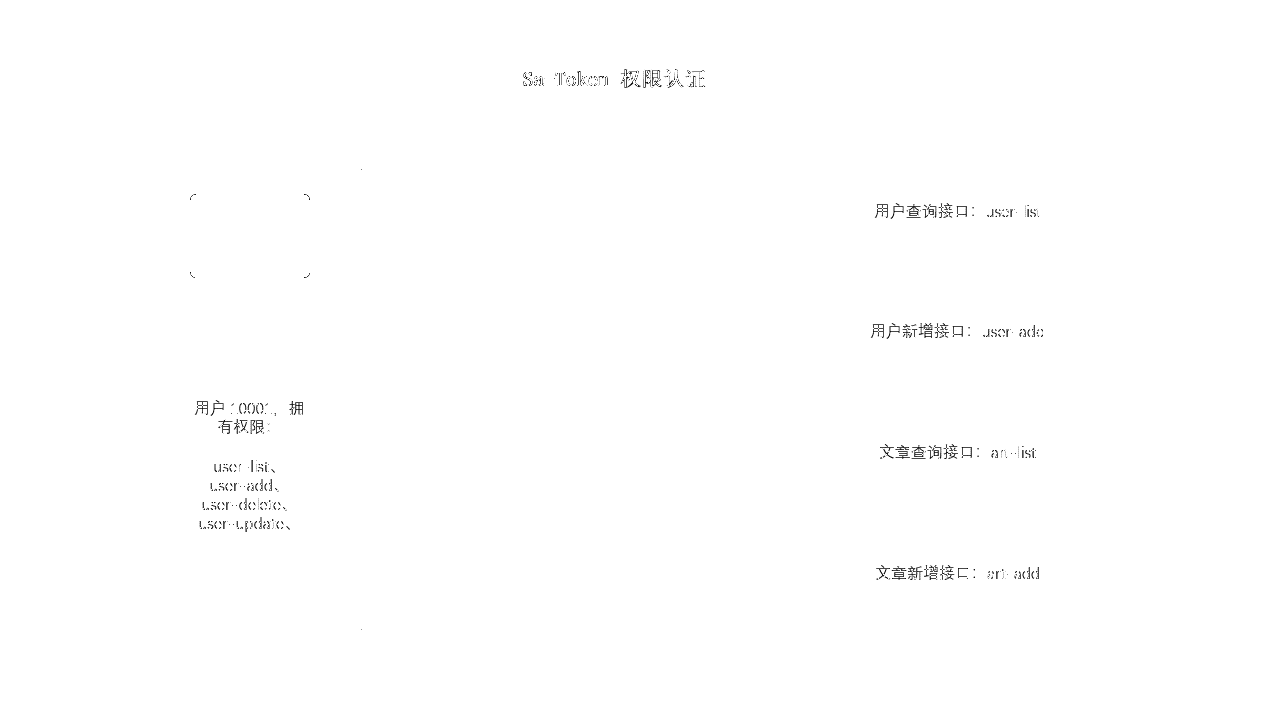 Sa-Token 权限认证
用户查询接口：user-list
用户新增接口：user-add
用户 10001，拥
有权限：
user-list、
user-add、
user-delete、
user-update、
文章查询接口：art-list
文章新增接口：art-add